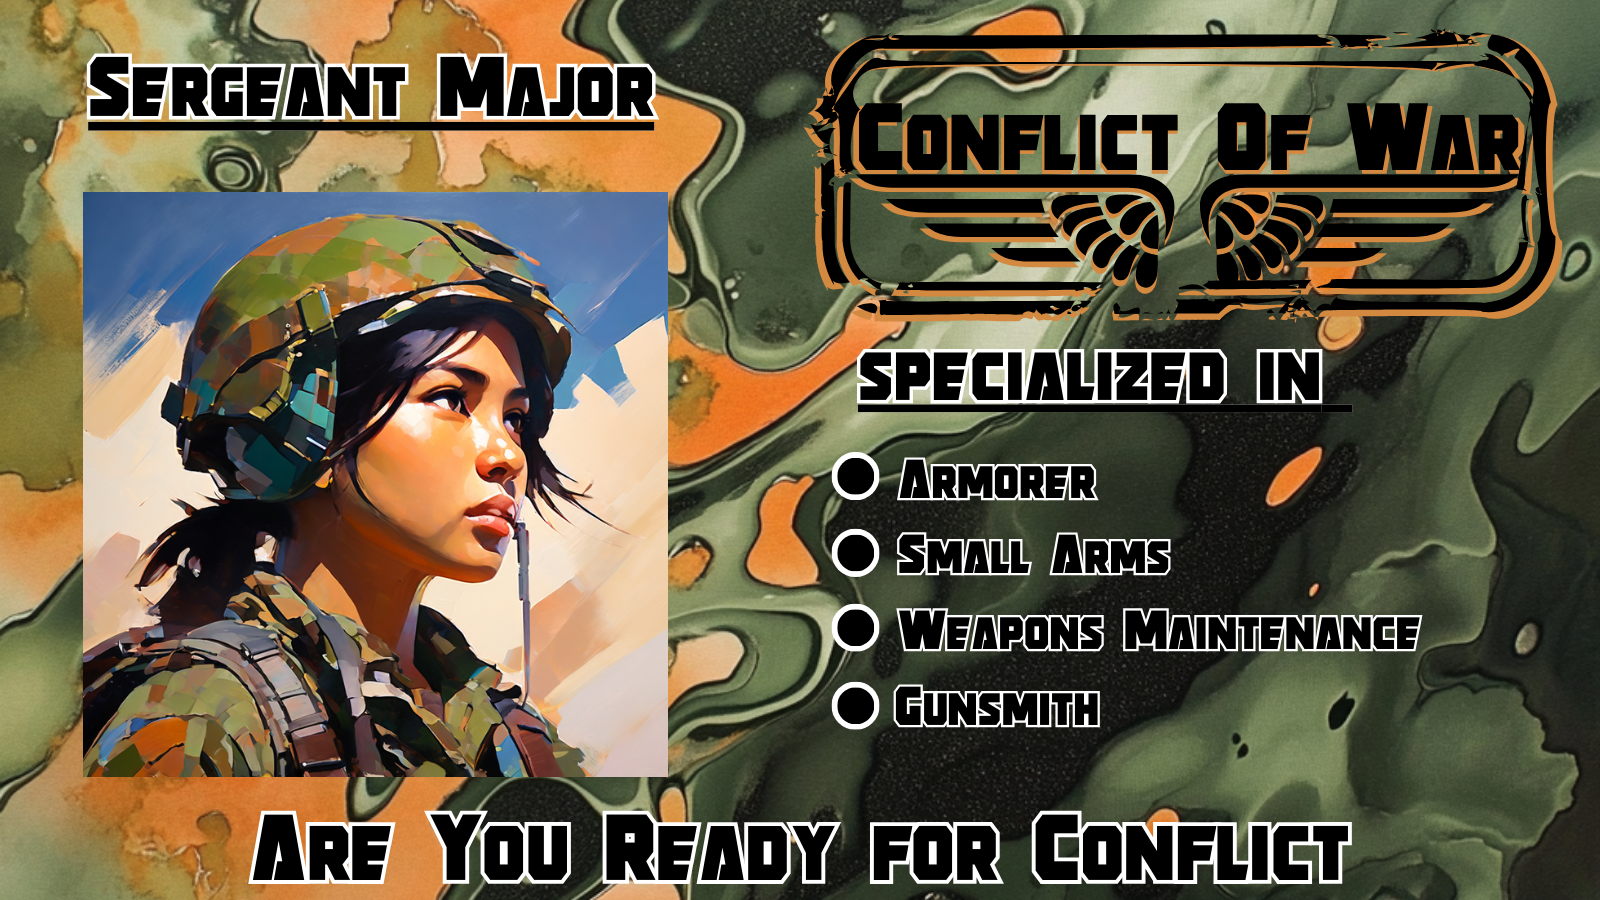 Sergeant Major
Conflict Of War
Specialized in
Armorer
Small Arms
Weapons Maintenance
Gunsmith
Are You Ready for Conflict